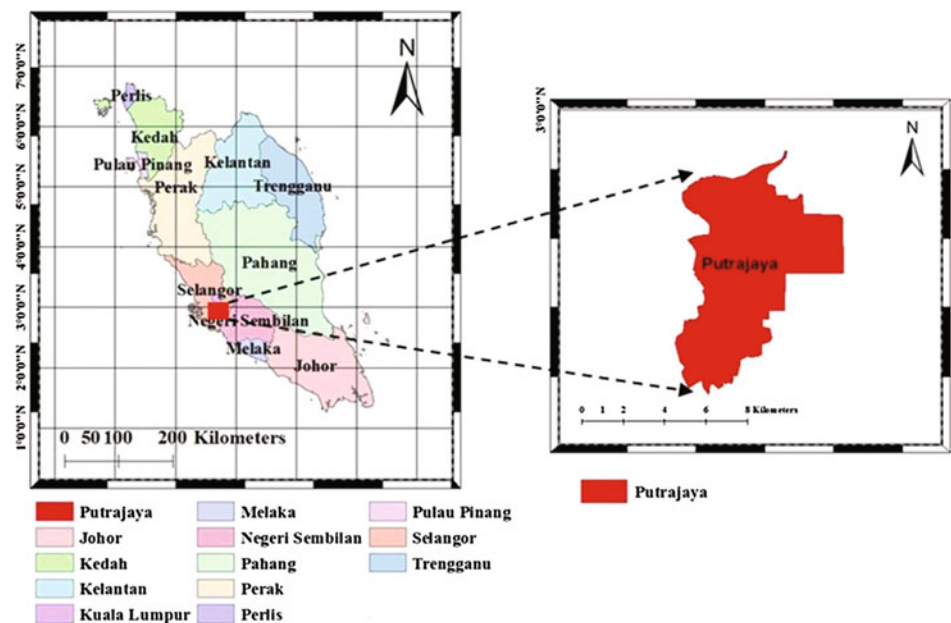 N
7°0'0"N
6°0'0"N
5°0'0"N
4°0'0"N
3°0'0"N
2°0'0"N
1°0'0"N
Perlis
Kedah
Pulau Pinang
Perak
Kelantan
Trengganu
Pahang
Selangor
Negeri Sembilan
Melaka
Johor
0 50 100 200 Kilometers
3°0'0"N
N
Putrajaya
0 2 4 6 8 Kilometers
Putrajaya
Putrajaya Melaka Pulau Pinang
Johor Negeri Sembilan Selangor
Kedah Pahang Trengganu
Kelantan Perak
Kuala Lumpur Perlis